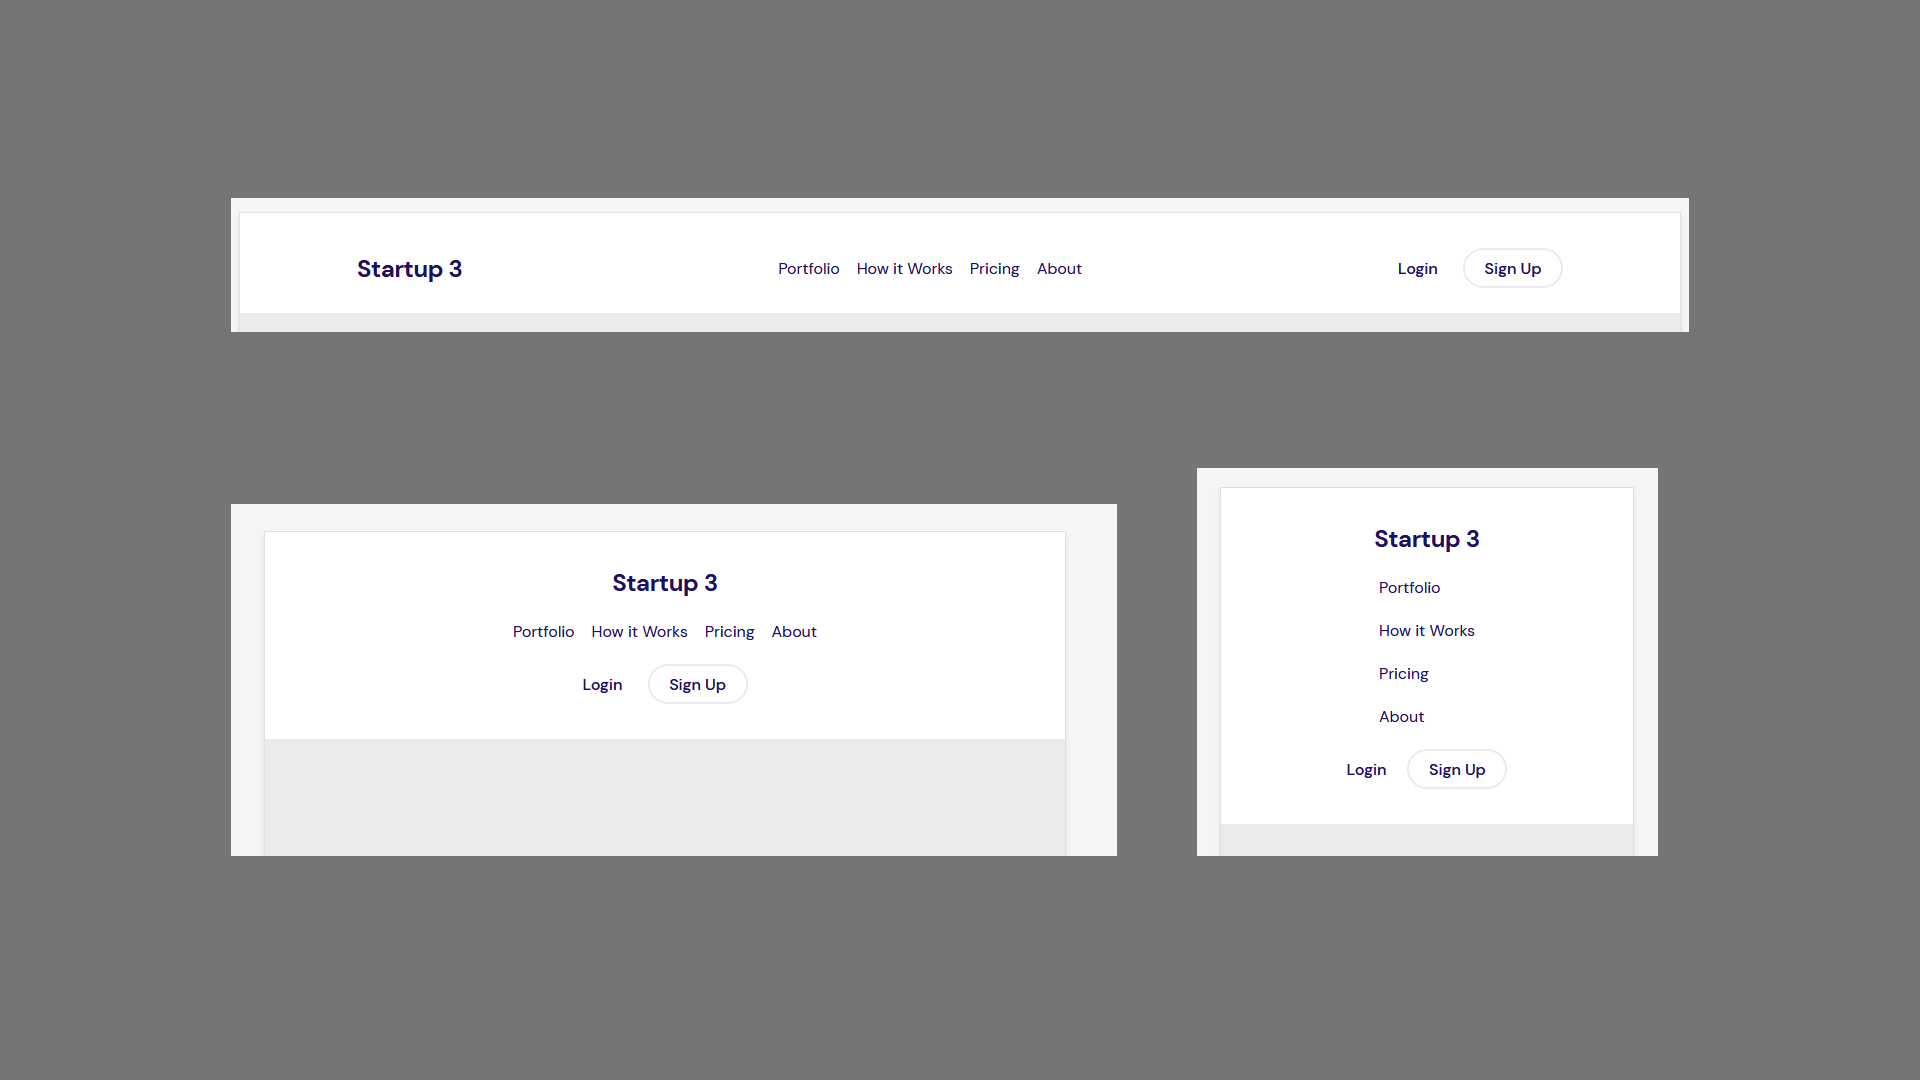 Startup 3 Portfolio How it Works Pricing About Login Sign Up
Startup 3
Portfolio How it Works Pricing About
Login Sign Up
Startup 3
Portfolio
How it Works
Pricing
About
Login Sign Up